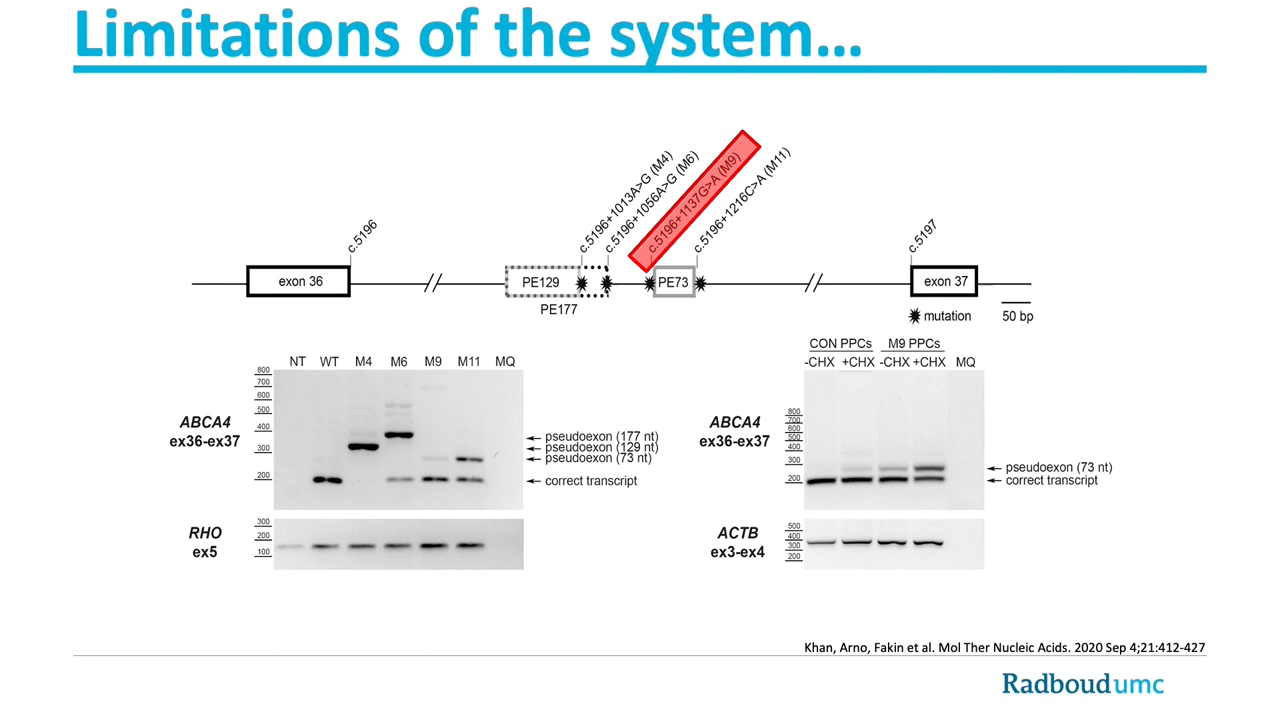 Limitations of the system…
c.5196
c.5196+1013A>G (M4)
c.5196+1056A>G (M6)
c.5196+1137G>A (M9)
c.5196+1216C>A (M11)
c.5197
exon 36
PE129
PE73
exon 37
PE177
mutation
50 bp
NT WT M4 M6 M9 M11 MQ
800
700
600
500
400
300
200
ABCA4
ex36-ex37
pseudoexon (177 nt)
pseudoexon (129 nt)
pseudoexon (73 nt)
correct transcript
300
200
100
RHO
ex5
CON PPCs M9 PPCs
-CHX +CHX -CHX +CHX MQ
ABCA4
ex36-ex37
800
700
600
500
400
300
200
pseudoexon (73 nt)
correct transcript
ACTB
ex3-ex4
500
400
300
200
Khan, Arno, Fakin et al. Mol Ther Nucleic Acids. 2020 Sep 4;21:412-427
Radboudumc